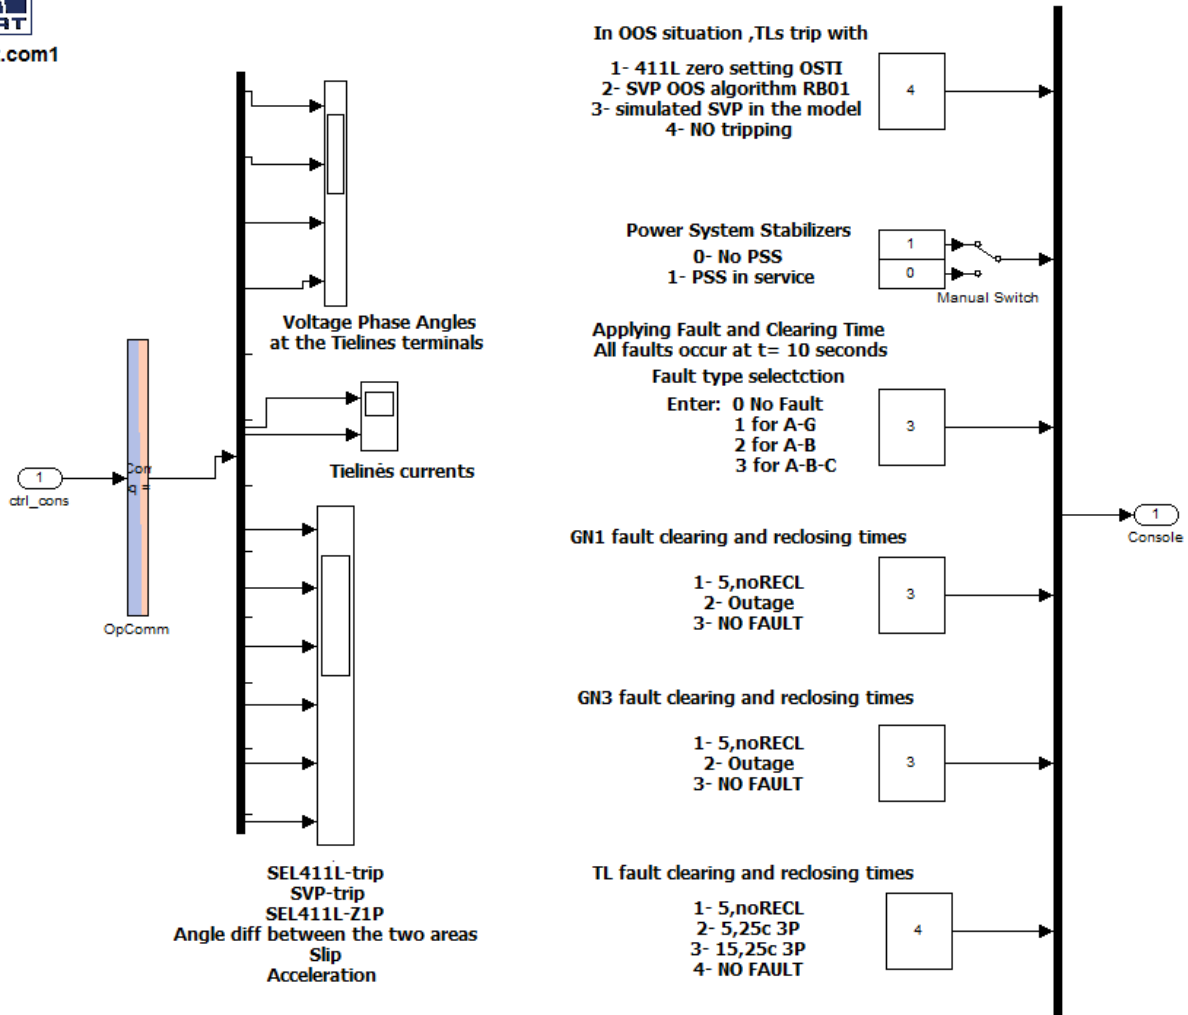 AT
.com1
In OOS situation ,TLs trip with
1- 411L zero setting OSTI
2- SVP OOS algorithm RB01
3- simulated SVP in the model
4- NO tripping
4
Power System Stabilizers
0- No PSS
1- PSS in service
1
0
Manual Switch
Voltage Phase Angles
at the Tielines terminals
Applying Fault and Clearing Time
All faults occur at t= 10 seconds
Fault type selectction
Enter: 0 No Fault
1 for A-G
2 for A-B
3 for A-B-C
3
Tielines currents
1
ctrl_cons
Com
q =
OpComm
1
Console
GN1 fault clearing and reclosing times
1- 5,noRECL
2- Outage
3- NO FAULT
3
GN3 fault clearing and reclosing times
1- 5,noRECL
2- Outage
3- NO FAULT
3
SEL411L-trip
SVP-trip
SEL411L-Z1P
Angle diff between the two areas
Slip
Acceleration
TL fault clearing and reclosing times
1- 5,noRECL
2- 5,25c 3P
3- 15,25c 3P
4- NO FAULT
4